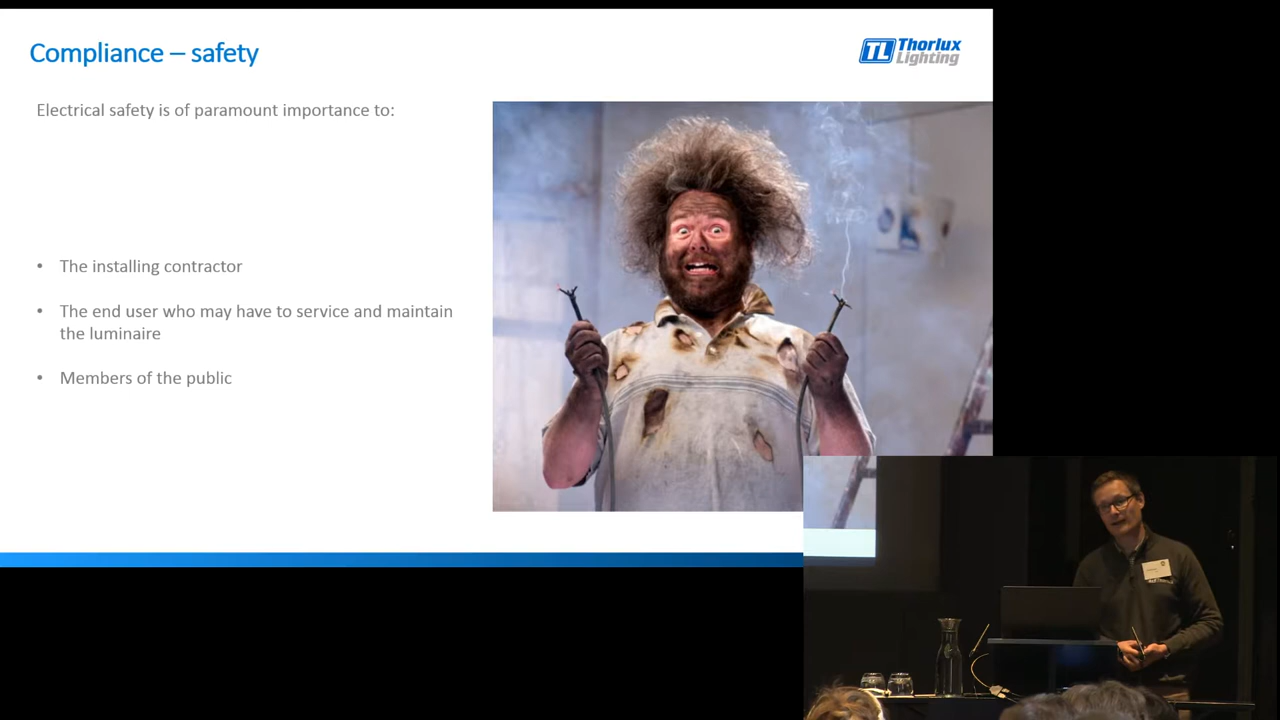 Compliance – safety
TL Thorlux
Lighting
Electrical safety is of paramount importance to:
• The installing contractor
• The end user who may have to service and maintain
the luminaire
• Members of the public